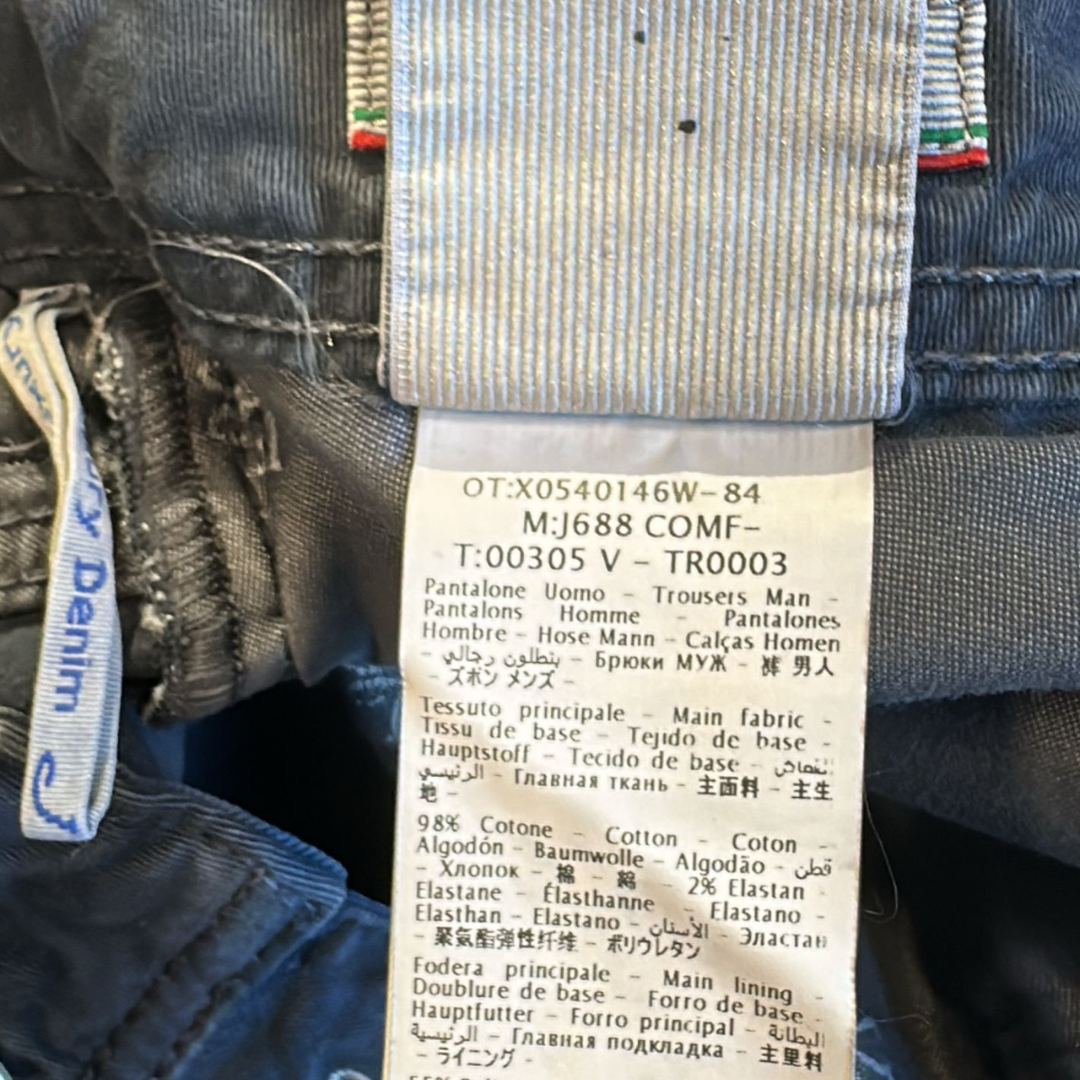 ury Denim
OT:X0540146W-84
M:J688 COMF-
T:00305 V - TR0003
Pantalone Uomo - Trousers Man -
Pantalons Homme - Pantalones
Hombre - Hose Mann - Calças Homen
- بنطلون رجالي - Брюки МУЖ - 裤 男人
- ズボン メンズ -
Tessuto principale - Main fabric -
Tissu de base - Tejido de base -
Hauptstoff - Tecido de base - القماش
الرئيسي - Главная ткань - 主面料 - 主生
地 -
98% Cotone - Cotton - Coton -
Algodón - Baumwolle - Algodão - قطن
- Хлопок - 棉 - 綿 - 2% Elastan
Elastane - Élasthanne - Elastano -
Elasthan - Elastano - الأستان - Эластан
- 聚氨酯弹性纤维 - ポリウレタン
Fodera principale - Main lining -
Doublure de base - Forro de base -
Hauptfutter - Forro principal - البطانة
الرئيسية - Главная подкладка - 主里料
- ライニング -